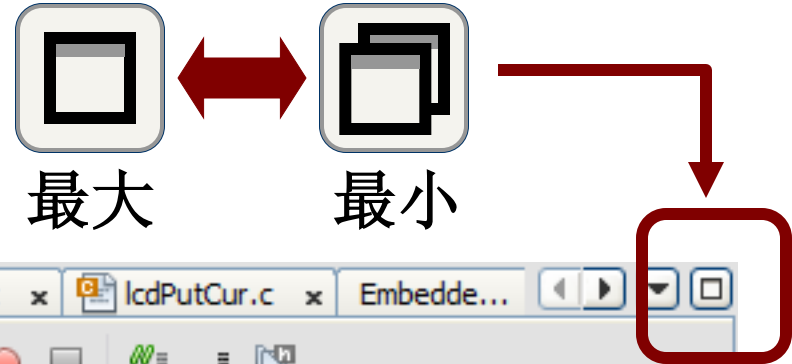 最大
最小
lcdPutCur.c
Embedde...